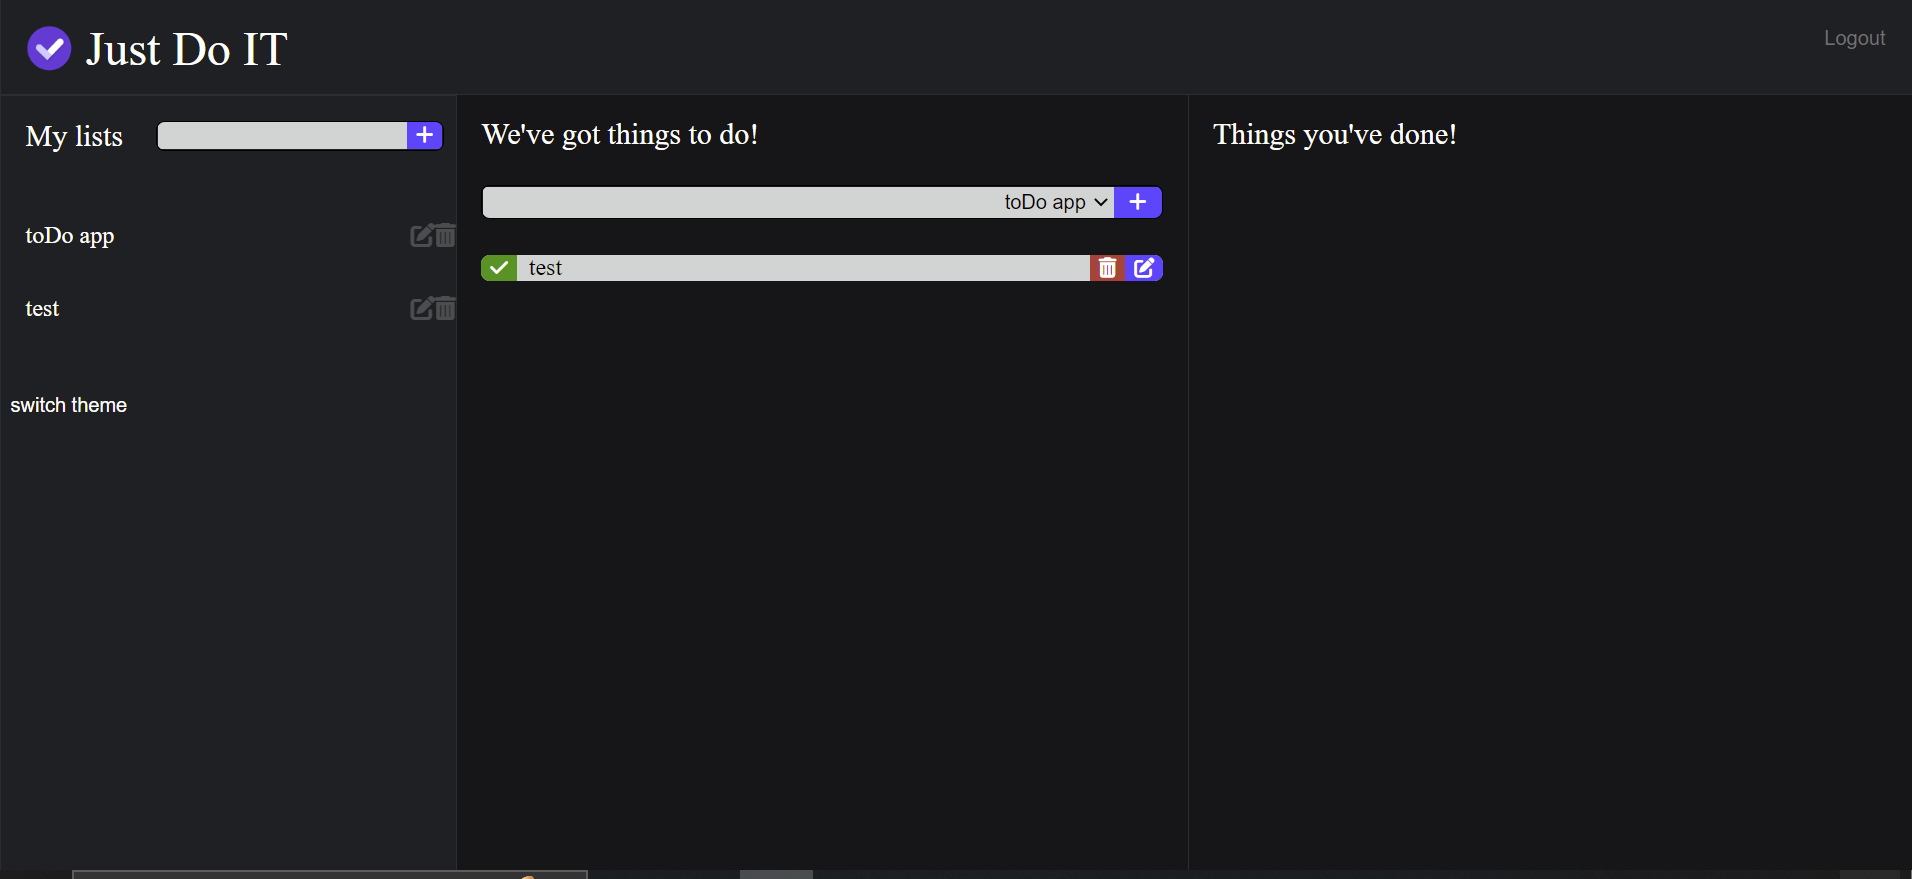 Just Do IT
Logout
My lists
toDo app
test
switch theme
We've got things to do!
toDo app
test
Things you've done!